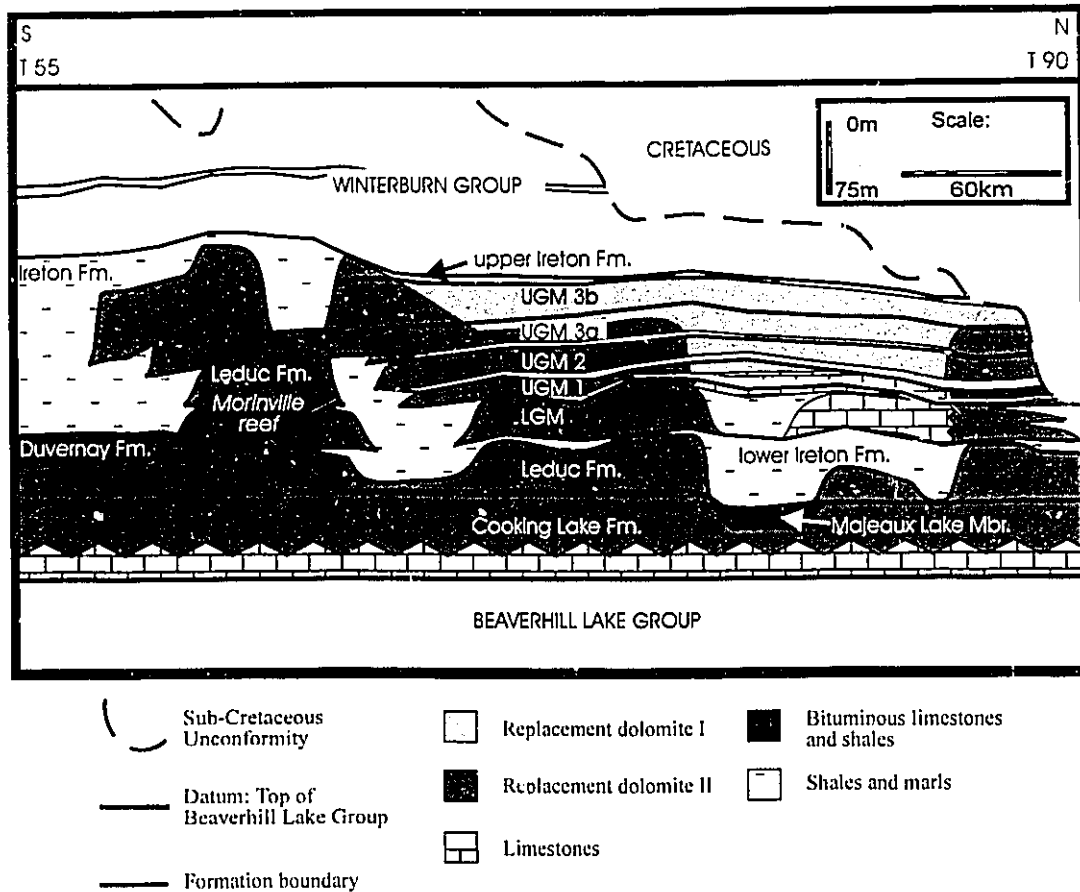 S
N
T 55
T 90
0m
Scale:
75m
60km
CRETACEOUS
WINTERBURN GROUP
Ireton Fm.
upper Ireton Fm.
UGM 3b
UGM 3a
UGM 2
UGM 1
LGM
Leduc Fm.
Morinville
reef
Duvernay Fm.
Leduc Fm.
lower Ireton Fm.
Cooking Lake Fm.
Majeaux Lake Mbr.
BEAVERHILL LAKE GROUP
Sub-Cretaceous
Unconformity
Datum: Top of
Beaverhill Lake Group
Formation boundary
Replacement dolomite I
Replacement dolomite II
Limestones
Bituminous limestones
and shales
Shales and marls